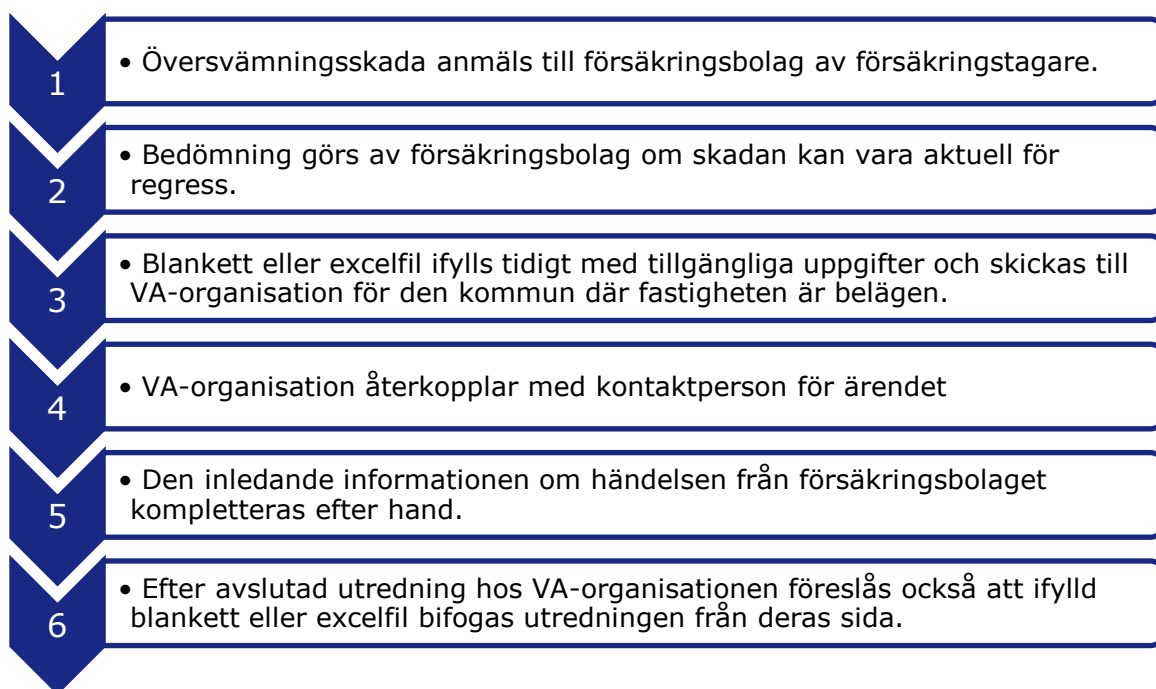 1
• Översvämningsskada anmäls till försäkringsbolag av försäkringstagare.
2
• Bedömning görs av försäkringsbolag om skadan kan vara aktuell för
regress.
3
• Blankett eller excelfil ifylls tidigt med tillgängliga uppgifter och skickas till
VA-organisation för den kommun där fastigheten är belägen.
4
• VA-organisation återkopplar med kontaktperson för ärendet
5
• Den inledande informationen om händelsen från försäkringsbolaget
kompletteras efter hand.
6
• Efter avslutad utredning hos VA-organisationen föreslås också att ifylld
blankett eller excelfil bifogas utredningen från deras sida.